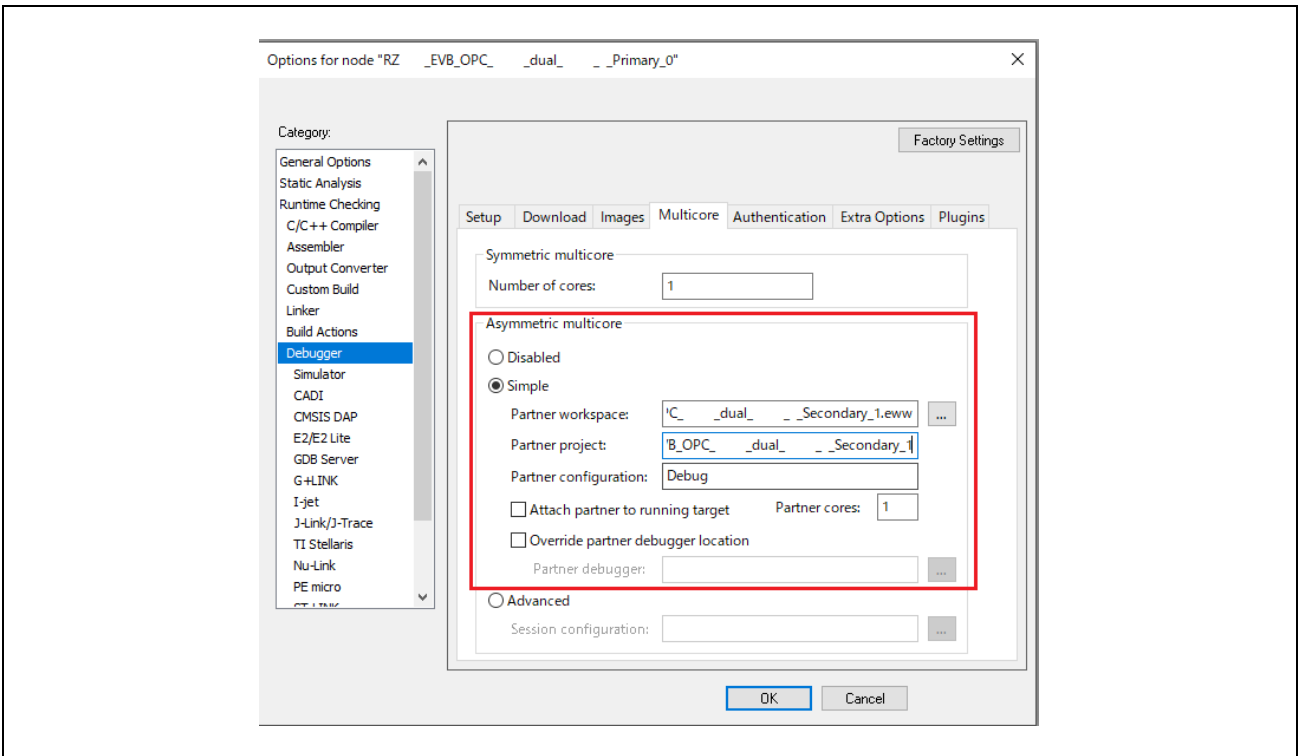 Options for node "RZ _EVB_OPC_ _dual_ _ _Primary_0"
Category:
Factory Settings
General Options
Static Analysis
Runtime Checking
C/C++ Compiler
Assembler
Output Converter
Custom Build
Linker
Build Actions
Debugger
Simulator
CADI
CMSIS DAP
E2/E2 Lite
GDB Server
G+LINK
I-jet
J-Link/J-Trace
TI Stellaris
Nu-Link
PE micro
ST-LINK
Setup Download Images Multicore Authentication Extra Options Plugins
Symmetric multicore
Number of cores: 1
Asymmetric multicore
Disabled
Simple
Partner workspace: 'C_ _dual_ _ _Secondary_1.eww ...
Partner project: 'B_OPC_ _dual_ _ _Secondary_1
Partner configuration: Debug
Attach partner to running target Partner cores: 1
Override partner debugger location
Partner debugger: ...
Advanced
Session configuration: ...
OK Cancel